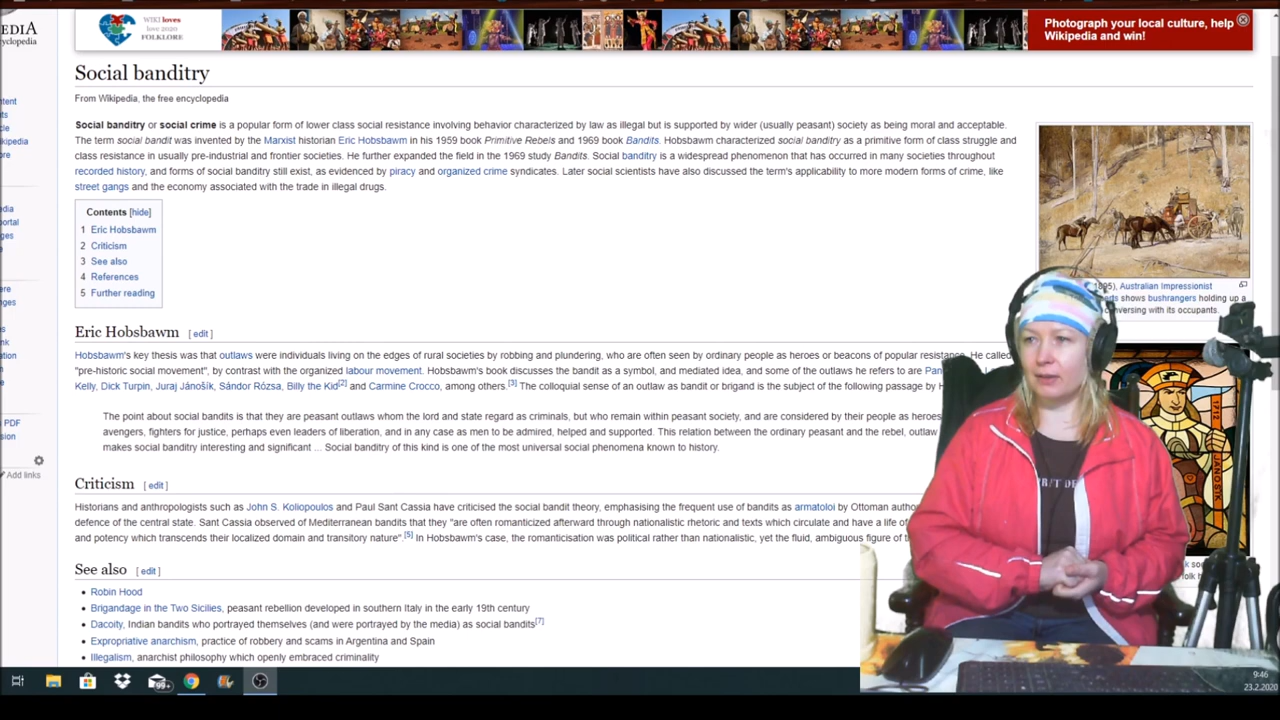 EDIA
cyclopedia
WIKI loves
love 2020
FOLKLORE
Photograph your local culture, help
Wikipedia and win!
Social banditry
From Wikipedia, the free encyclopedia
Social banditry or social crime is a popular form of lower class social resistance involving behavior characterized by law as illegal but is supported by wider (usually peasant) society as being moral and acceptable.
The term social bandit was invented by the Marxist historian Eric Hobsbawm in his 1959 book Primitive Rebels and 1969 book Bandits. Hobsbawm characterized social banditry as a primitive form of class struggle and
class resistance in usually pre-industrial and frontier societies. He further expanded the field in the 1969 study Bandits. Social banditry is a widespread phenomenon that has occurred in many societies throughout
recorded history, and forms of social banditry still exist, as evidenced by piracy and organized crime syndicates. Later social scientists have also discussed the term's applicability to more modern forms of crime, like
street gangs and the economy associated with the trade in illegal drugs.
Contents [hide]
1 Eric Hobsbawm
2 Criticism
3 See also
4 References
5 Further reading
1895), Australian Impressionist
shows bushrangers holding up a
conversing with its occupants.
Eric Hobsbawm [ edit ]
Hobsbawm's key thesis was that outlaws were individuals living on the edges of rural societies by robbing and plundering, who are often seen by ordinary people as heroes or beacons of popular resistance. He called
"pre-historic social movement", by contrast with the organized labour movement. Hobsbawm's book discusses the bandit as a symbol, and mediated idea, and some of the outlaws he refers to are Pan
Kelly, Dick Turpin, Juraj Jánošík, Sándor Rózsa, Billy the Kid[2] and Carmine Crocco, among others.[3] The colloquial sense of an outlaw as bandit or brigand is the subject of the following passage by H
The point about social bandits is that they are peasant outlaws whom the lord and state regard as criminals, but who remain within peasant society, and are considered by their people as heroes
avengers, fighters for justice, perhaps even leaders of liberation, and in any case as men to be admired, helped and supported. This relation between the ordinary peasant and the rebel, outlaw
makes social banditry interesting and significant ... Social banditry of this kind is one of the most universal social phenomena known to history.
Criticism [ edit ]
Historians and anthropologists such as John S. Koliopoulos and Paul Sant Cassia have criticised the social bandit theory, emphasising the frequent use of bandits as armatoloi by Ottoman author
defence of the central state. Sant Cassia observed of Mediterranean bandits that they "are often romanticized afterward through nationalistic rhetoric and texts which circulate and have a life of
and potency which transcends their localized domain and transitory nature".[5] In Hobsbawm's case, the romanticisation was political rather than nationalistic, yet the fluid, ambiguous figure of t
See also [ edit ]
Robin Hood
Brigandage in the Two Sicilies, peasant rebellion developed in southern Italy in the early 19th century
Dacoity, Indian bandits who portrayed themselves (and were portrayed by the media) as social bandits[7]
Expropriative anarchism, practice of robbery and scams in Argentina and Spain
Illegalism, anarchist philosophy which openly embraced criminality
PDF
Add links
1712
99+
9:46
23.2.2020